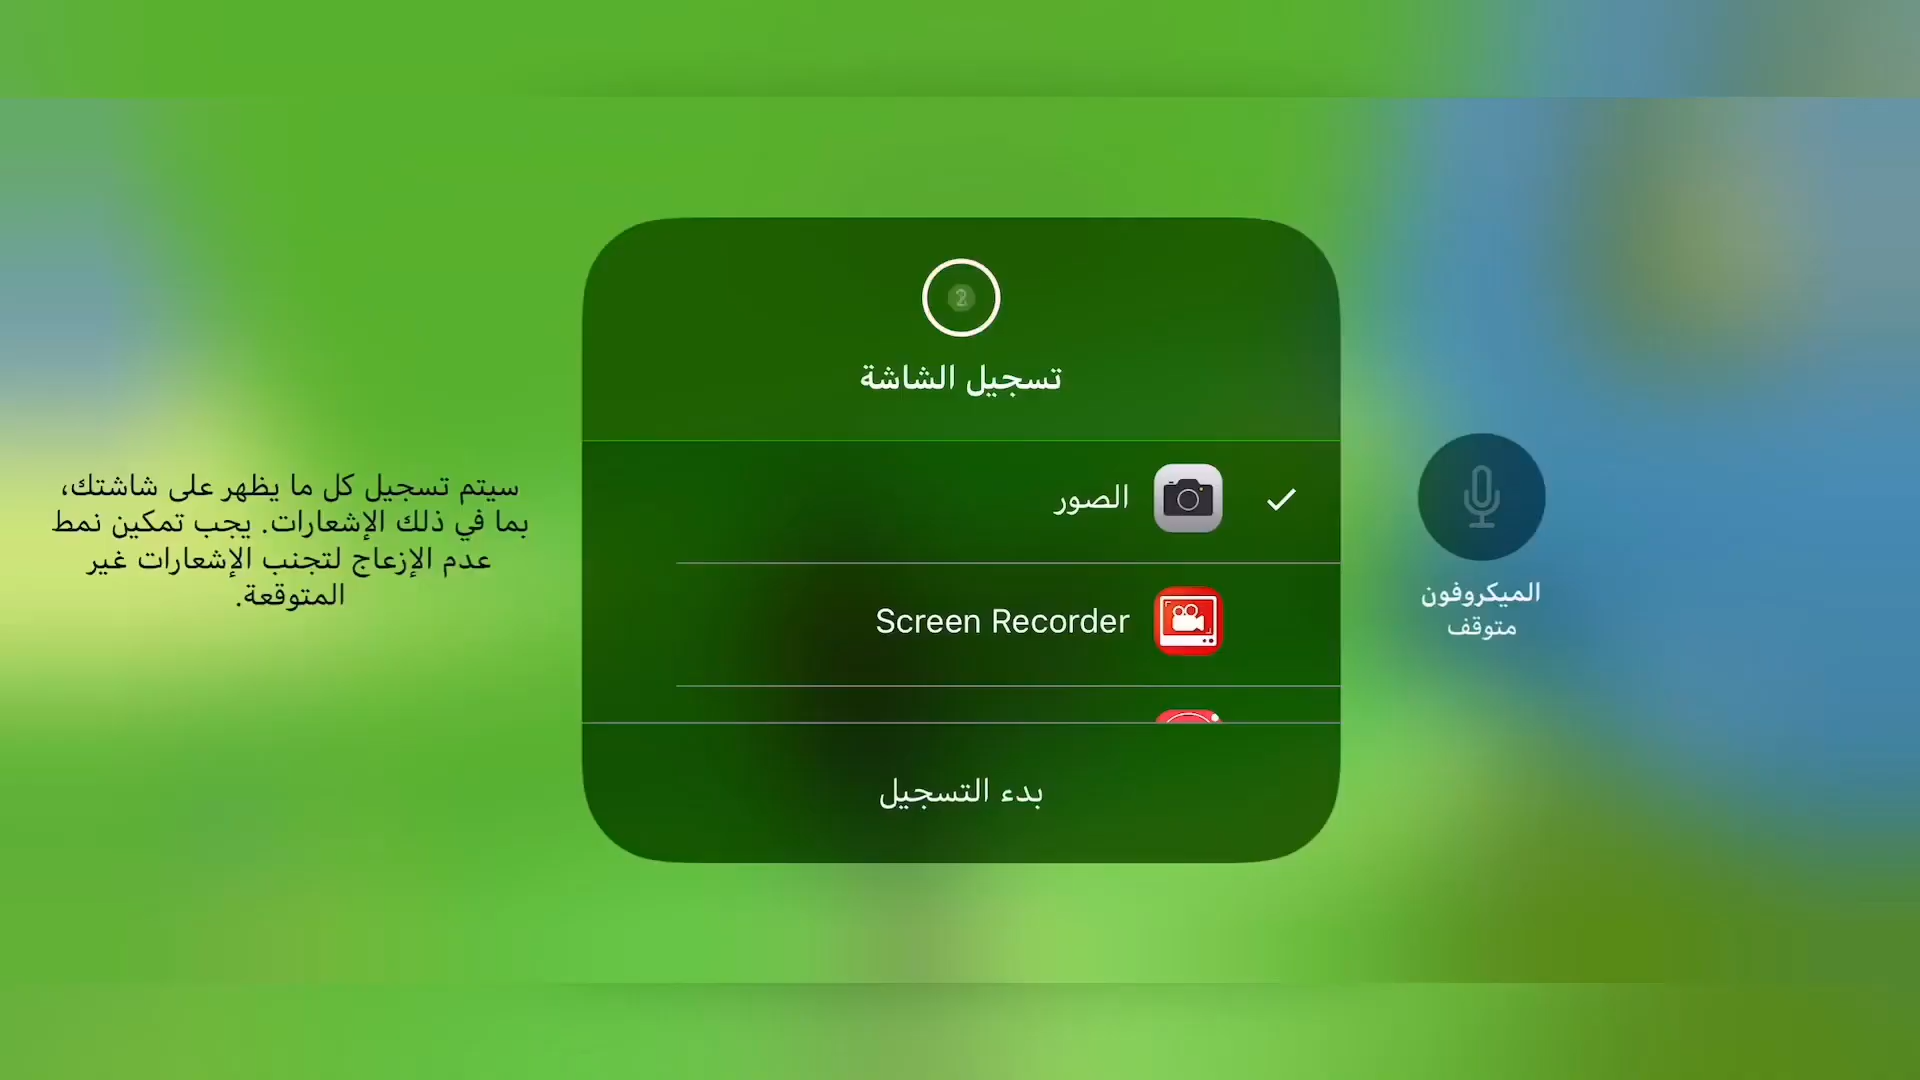 2
تسجيل الشاشة
الصور
Screen Recorder
بدء التسجيل
الميكروفون
متوقف
سيتم تسجيل كل ما يظهر على شاشتك،
بما في ذلك الإشعارات. يجب تمكين نمط
عدم الإزعاج لتجنب الإشعارات غير
المتوقعة.